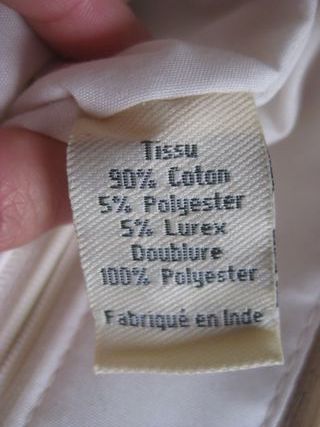 Tissu
90% Coton
5% Polyester
5% Lurex
Doublure
100% Polyester
Fabriqué en Inde